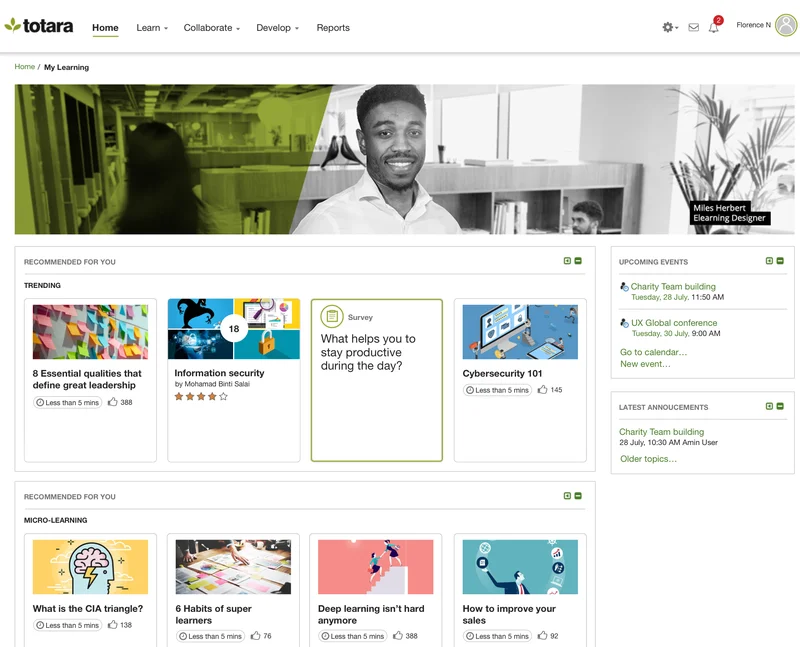 totara
Home Learn Collaborate Develop Reports
2
Florence N
Home / My Learning
Miles Herbert
Elearning Designer
RECOMMENDED FOR YOU
TRENDING
8 Essential qualities that
define great leadership
Less than 5 mins 388
18
Information security
by Mohamad Binti Salai
Survey
What helps you to
stay productive
during the day?
Cybersecurity 101
Less than 5 mins 145
UPCOMING EVENTS
Charity Team building
Tuesday, 28 July, 11:50 AM
UX Global conference
Tuesday, 30 July, 9:00 AM
Go to calendar...
New event...
LATEST ANNOUCEMENTS
Charity Team building
28 July, 10:30 AM Amin User
Older topics...
RECOMMENDED FOR YOU
MICRO-LEARNING
What is the CIA triangle?
Less than 5 mins 138
6 Habits of super
learners
Less than 5 mins 76
Deep learning isn't hard
anymore
Less than 5 mins 388
How to improve your
sales
Less than 5 mins 92